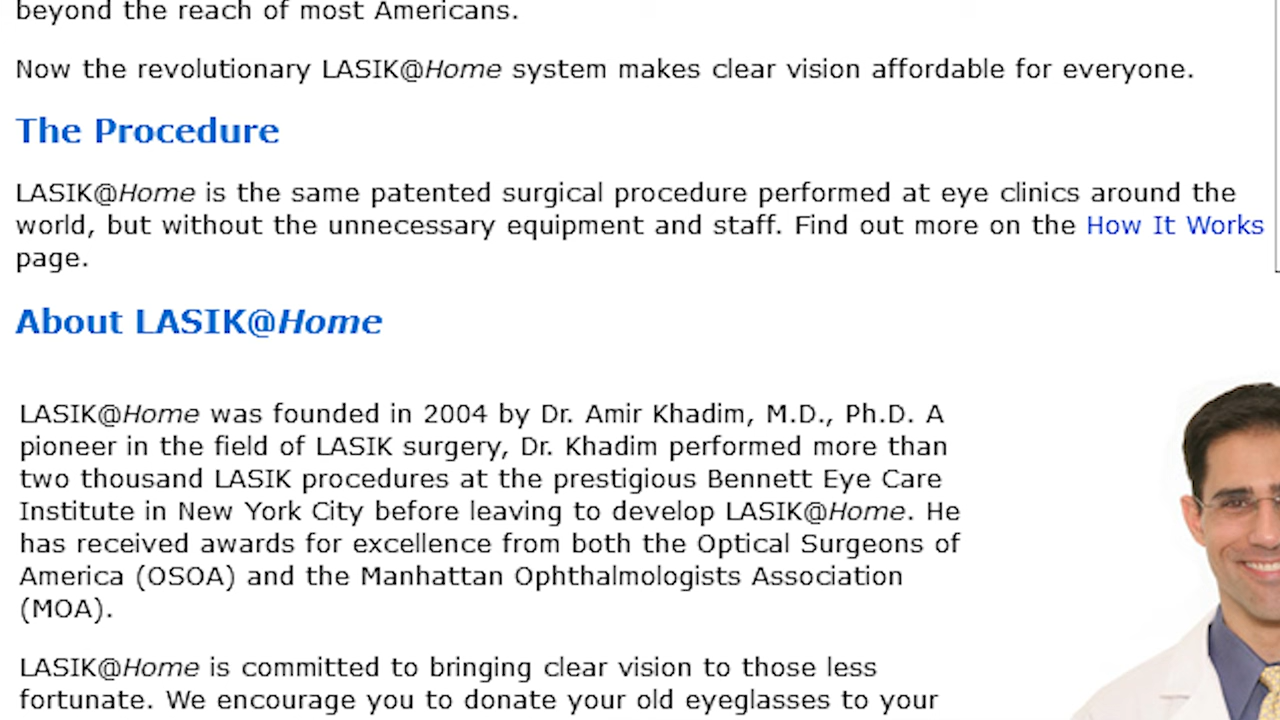 beyond the reach of most Americans.
Now the revolutionary LASIK@Home system makes clear vision affordable for everyone.
The Procedure
LASIK@Home is the same patented surgical procedure performed at eye clinics around the
world, but without the unnecessary equipment and staff. Find out more on the How It Works
page.
About LASIK@Home
LASIK@Home was founded in 2004 by Dr. Amir Khadim, M.D., Ph.D. A
pioneer in the field of LASIK surgery, Dr. Khadim performed more than
two thousand LASIK procedures at the prestigious Bennett Eye Care
Institute in New York City before leaving to develop LASIK@Home. He
has received awards for excellence from both the Optical Surgeons of
America (OSOA) and the Manhattan Ophthalmologists Association
(MOA).
LASIK@Home is committed to bringing clear vision to those less
fortunate. We encourage you to donate your old eyeglasses to your